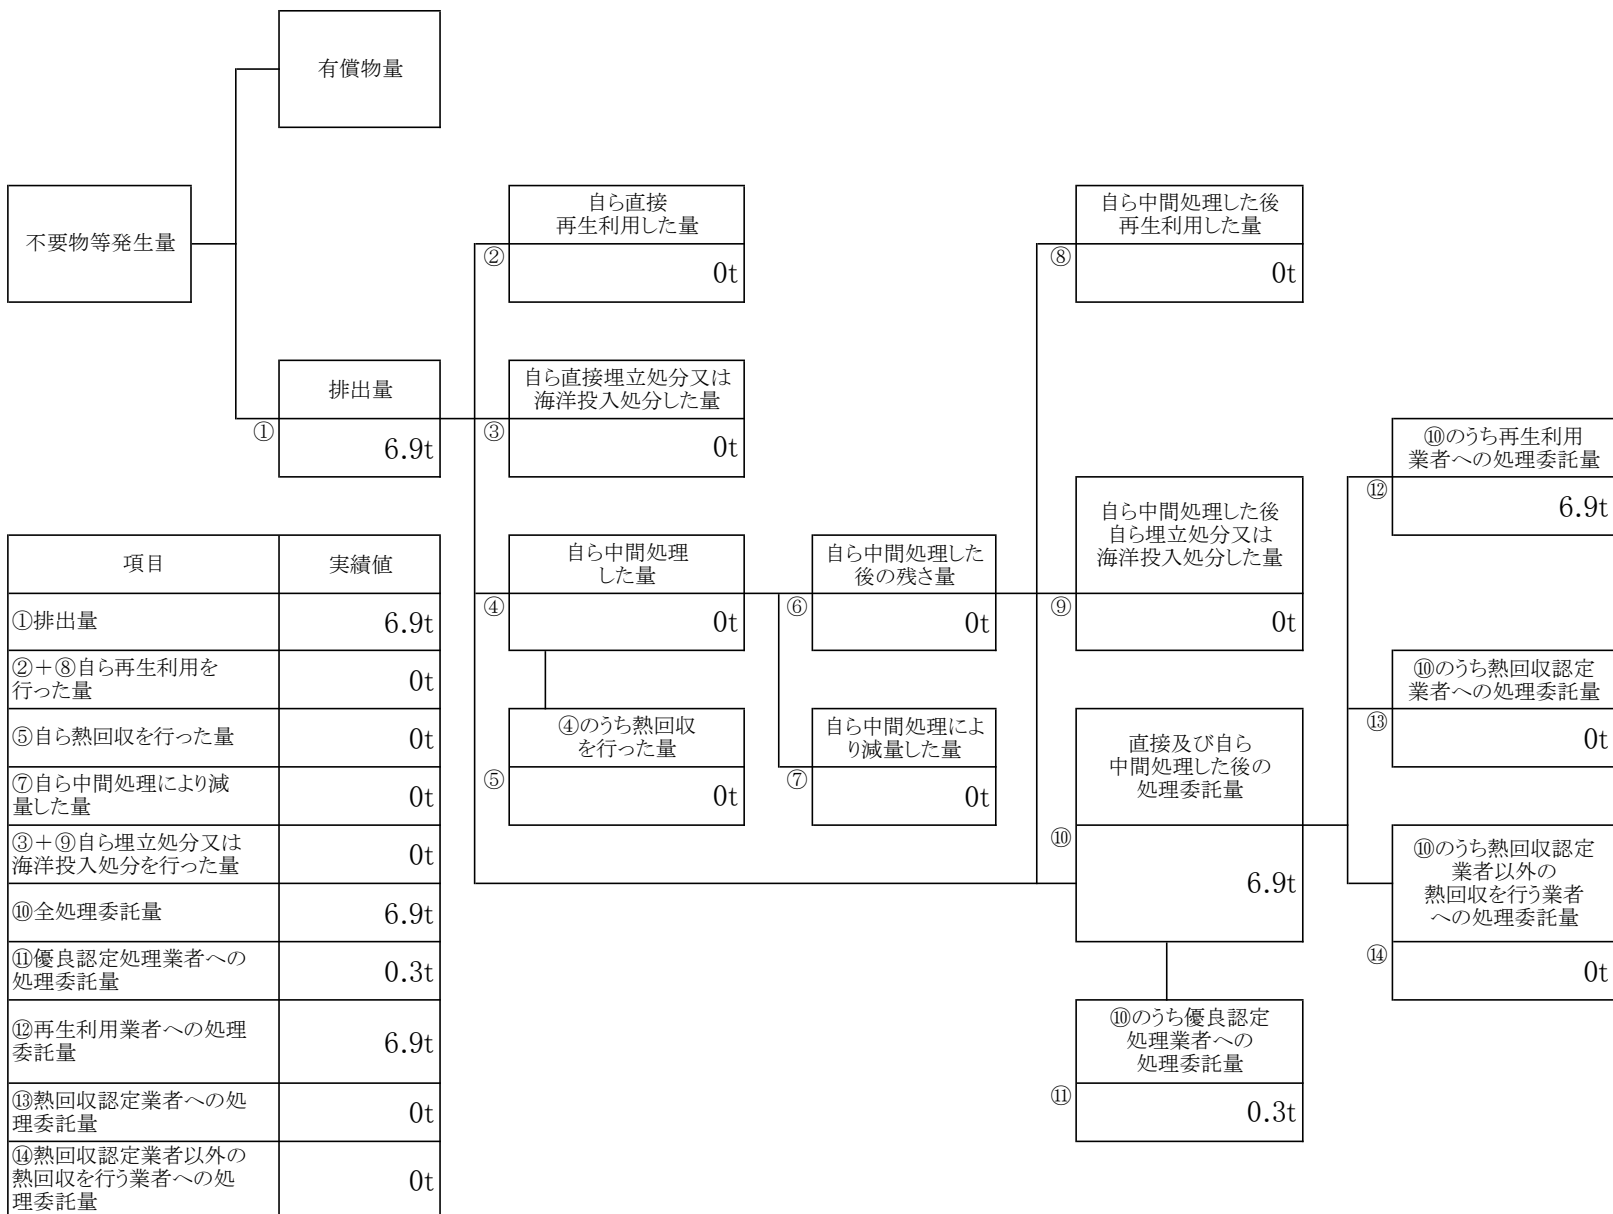 有償物量
不要物等発生量
排出量
①
6.9t
自ら直接
再生利用した量
②
0t
自ら直接埋立処分又は
海洋投入処分した量
③
0t
自ら中間処理
した量
④
0t
④のうち熱回収
を行った量
⑤
0t
自ら中間処理した
後の残さ量
⑥
0t
自ら中間処理によ
り減量した量
⑦
0t
自ら中間処理した後
再生利用した量
⑧
0t
自ら中間処理した後
自ら埋立処分又は
海洋投入処分した量
⑨
0t
直接及び自ら
中間処理した後の
処理委託量
⑩
6.9t
⑩のうち優良認定
処理業者への
処理委託量
⑪
0.3t
⑩のうち再生利用
業者への処理委託量
⑫
6.9t
⑩のうち熱回収認定
業者への処理委託量
⑬
0t
⑩のうち熱回収認定
業者以外の
熱回収を行う業者
への処理委託量
⑭
0t
項目 実績値
①排出量 6.9t
②+⑧自ら再生利用を
行った量 0t
⑤自ら熱回収を行った量 0t
⑦自ら中間処理により減
量した量 0t
③+⑨自ら埋立処分又は
海洋投入処分を行った量 0t
⑩全処理委託量 6.9t
⑪優良認定処理業者への
処理委託量 0.3t
⑫再生利用業者への処理
委託量 6.9t
⑬熱回収認定業者への処
理委託量 0t
⑭熱回収認定業者以外の
熱回収を行う業者への処
理委託量 0t